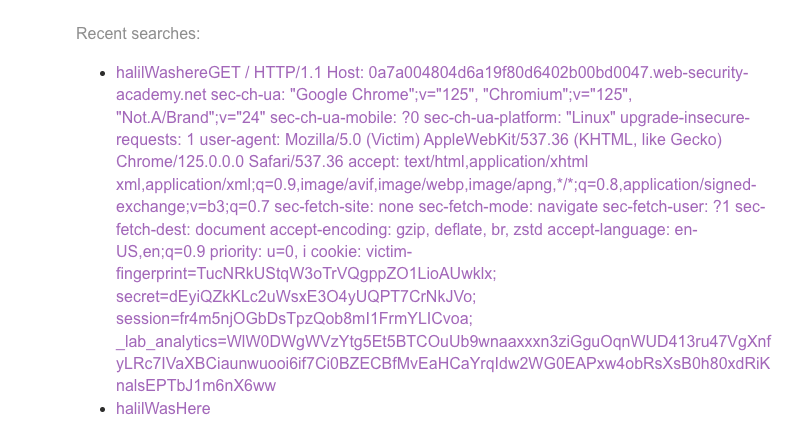 Recent searches:
halilWashereGET / HTTP/1.1 Host: 0a7a004804d6a19f80d6402b00bd0047.web-security-
academy.net sec-ch-ua: "Google Chrome";v="125", "Chromium";v="125",
"Not.A/Brand";v="24" sec-ch-ua-mobile: ?0 sec-ch-ua-platform: "Linux" upgrade-insecure-
requests: 1 user-agent: Mozilla/5.0 (Victim) AppleWebKit/537.36 (KHTML, like Gecko)
Chrome/125.0.0.0 Safari/537.36 accept: text/html,application/xhtml
xml,application/xml;q=0.9,image/avif,image/webp,image/apng,*/*;q=0.8,application/signed-
exchange;v=b3;q=0.7 sec-fetch-site: none sec-fetch-mode: navigate sec-fetch-user: ?1 sec-
fetch-dest: document accept-encoding: gzip, deflate, br, zstd accept-language: en-
US,en;q=0.9 priority: u=0, i cookie: victim-
fingerprint=TucNRkUStqW3oTrVQgppZO1LioAUwklx;
secret=dEyiQZkKLc2uWsxE3O4yUQPT7CrNkJVo;
session=fr4m5njOGbDsTpzQob8mI1FrmYLICvoa;
_lab_analytics=WlW0DWgWVzYtg5Et5BTCOuUb9wnaaxxxn3ziGguOqnWUD413ru47VgXnf
yLRc7IVaXBCiaunwuooi6if7Ci0BZECBfMvEaHCaYrqIdw2WG0EAPxw4obRsXsB0h80xdRiK
nalsEPTbJ1m6nX6ww
halilWasHere